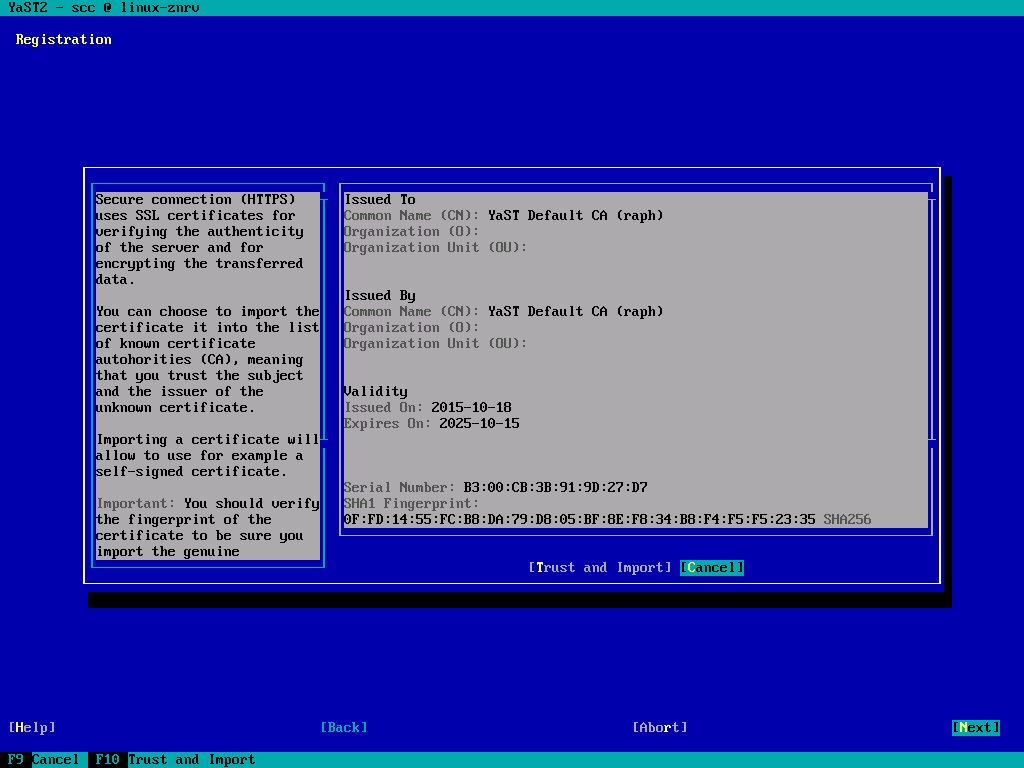 YaST2 - scc @ linux-znrv
Registration
Secure connection (HTTPS)
uses SSL certificates for
verifying the authenticity
of the server and for
encrypting the transferred
data.
You can choose to import the
certificate it into the list
of known certificate
autohorities (CA), meaning
that you trust the subject
and the issuer of the
unknown certificate.
Importing a certificate will
allow to use for example a
self-signed certificate.
Important: You should verify
the fingerprint of the
certificate to be sure you
import the genuine
Issued To
Common Name (CN): YaST Default CA (raph)
Organization (O):
Organization Unit (OU):
Issued By
Common Name (CN): YaST Default CA (raph)
Organization (O):
Organization Unit (OU):
Validity
Issued On: 2015-10-18
Expires On: 2025-10-15
Serial Number: B3:00:CB:3B:91:9D:27:D7
SHA1 Fingerprint:
0F:FD:14:55:FC:B8:DA:79:D8:05:BF:8E:F8:34:B8:F4:F5:F5:23:35 SHA256
[Trust and Import] [Cancel]
[Help] [Back] [Abort] [Next]
F9 Cancel F10 Trust and Import